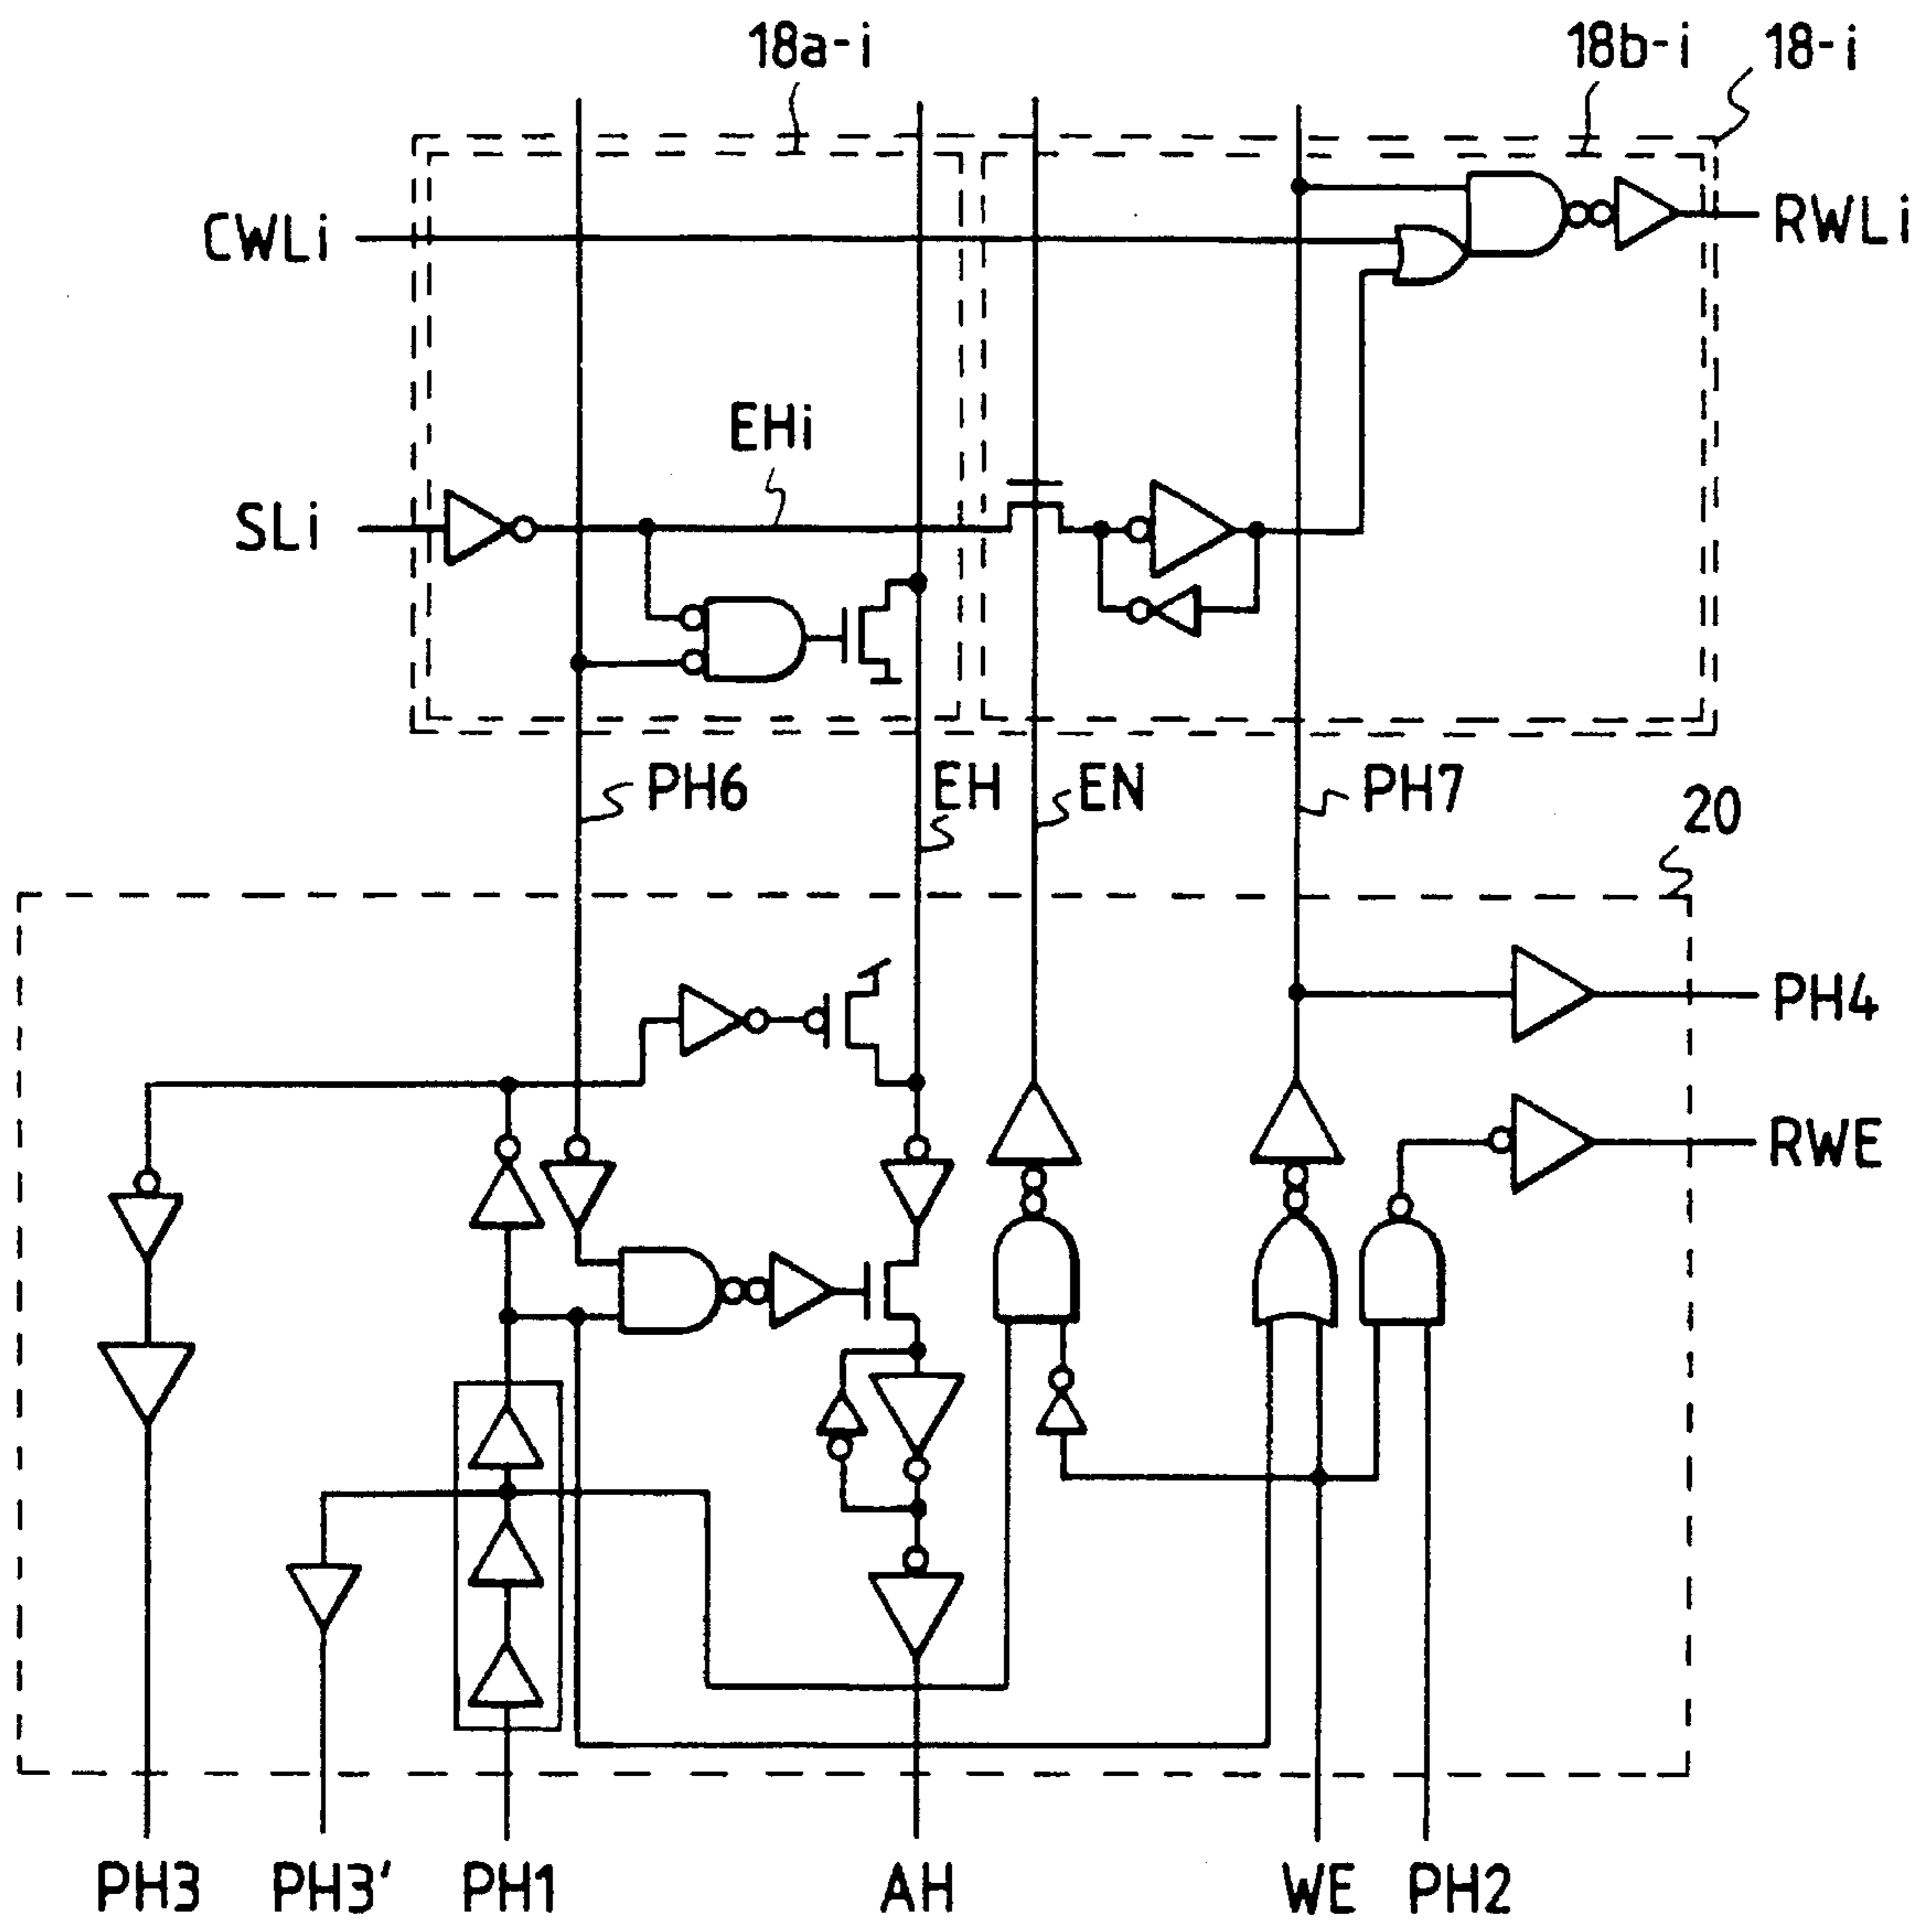 18a-i
18b-i
18-i
CWLi
RWLi
EHi
SLi
PH6
EH
EN
PH7
20
PH4
RWE
PH3
PH3'
PH1
AH
WE
PH2